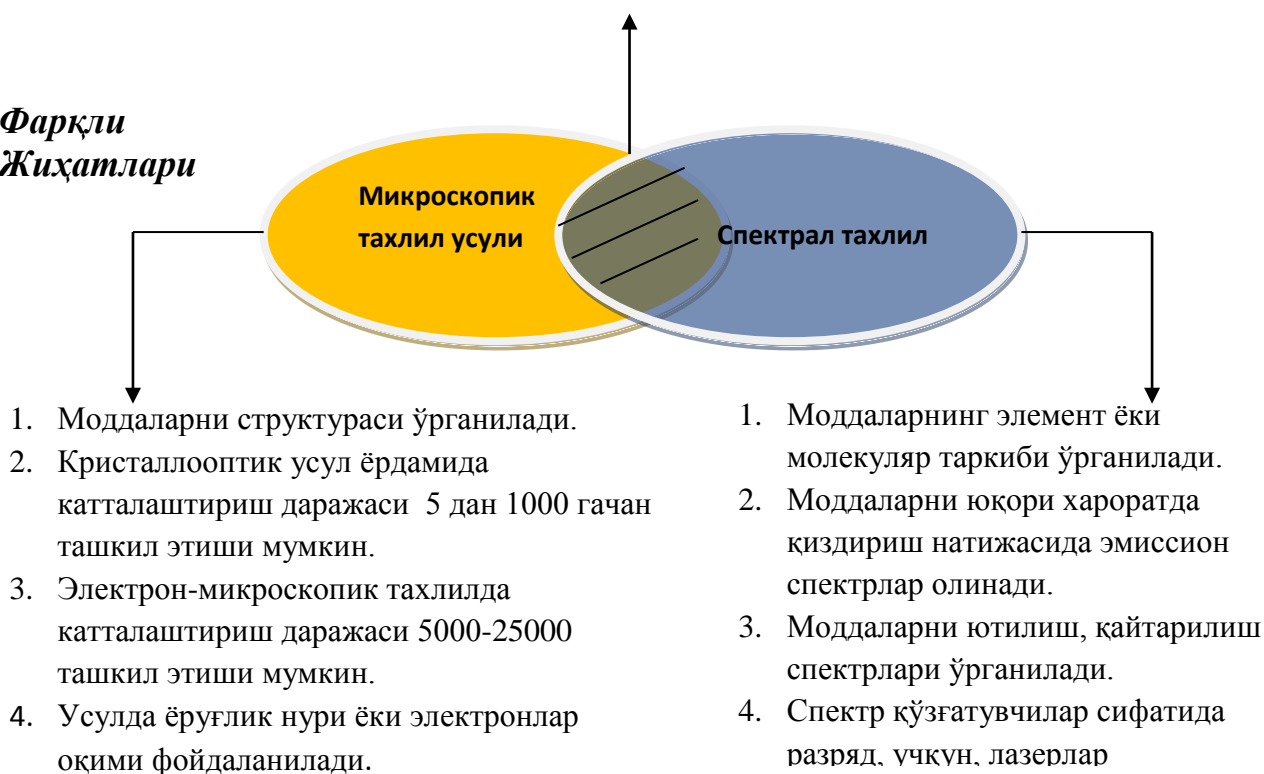 Фарқли
Жиҳатлари
Микроскопик
тахлил усули
Спектрал тахлил
1. Моддаларни структураси ўрганилади.
2. Кристаллооптик усул ёрдамида
катталаштириш даражаси 5 дан 1000 гачан
ташкил этиши мумкин.
3. Электрон-микроскопик тахлилда
катталаштириш даражаси 5000-25000
ташкил этиши мумкин.
4. Усулда ёруғлик нури ёки электронлар
оқими фойдаланилади.
1. Моддаларнинг элемент ёки
молекуляр таркиби ўрганилади.
2. Моддаларни юқори хароратда
қиздириш натижасида эмиссион
спектрлар олинади.
3. Моддаларни ютилиш, қайтарилиш
спектрлари ўрганилади.
4. Спектр қўзғатувчилар сифатида
разряд, учқун, лазерлар